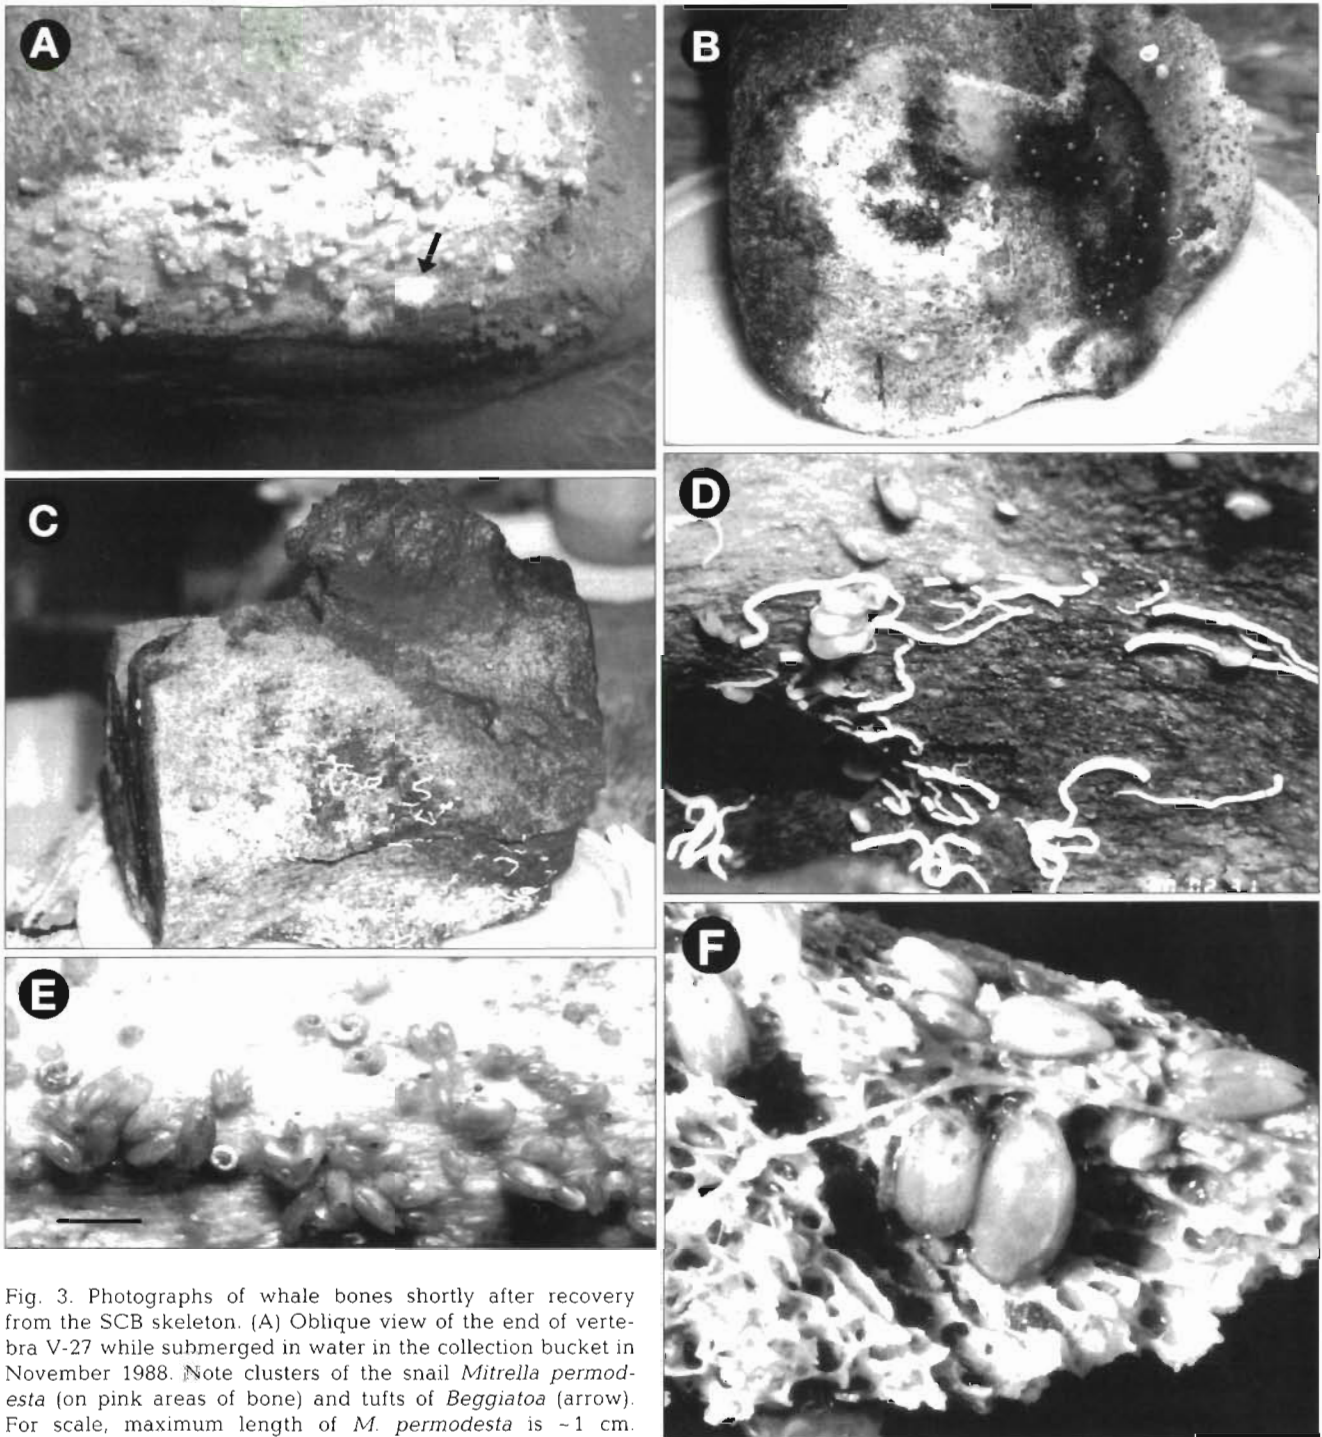 A
B
C
D
E
F
Fig. 3. Photographs of whale bones shortly after recovery
from the SCB skeleton. (A) Oblique view of the end of verte-
bra V-27 while submerged in water in the collection bucket in
November 1988. Note clusters of the snail Mitrella permod-
esta (on pink areas of bone) and tufts of Beggiatoa (arrow).
For scale, maximum length of M. permodesta is ~1 cm.